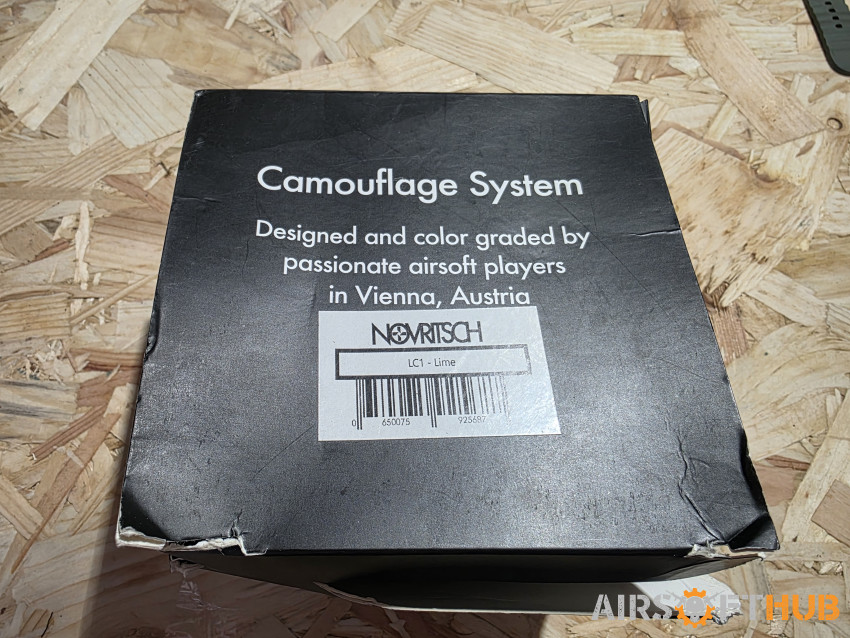 Camouflage System
Designed and color graded by
passionate airsoft players
in Vienna, Austria
NOVRITSCH
LC1 - Lime
0 650075 925687
AIRSOFTHUB